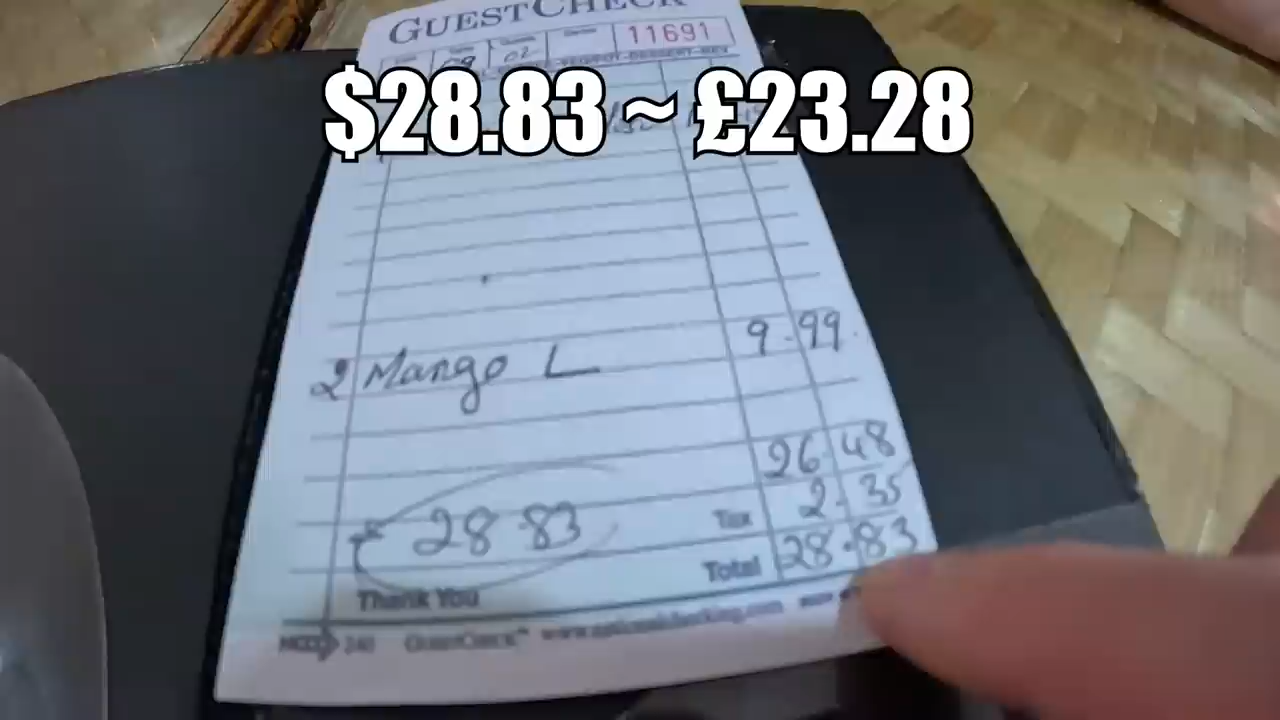 GUESTCHECK
11691
$28.83 ~ £23.28
2 Mango L 9.99
26 48
Tax 2.35
28 83
Total 28.83
Thank You
GuestCheck™